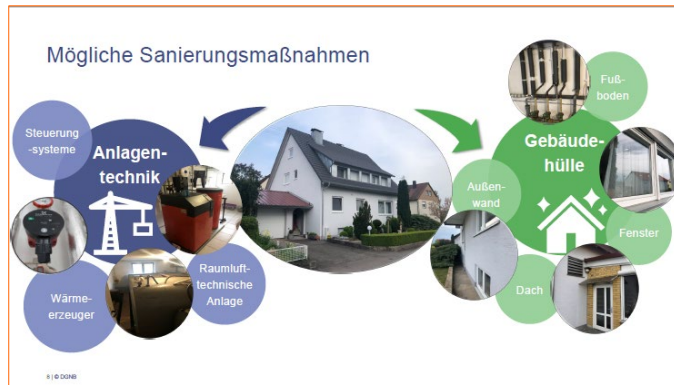 Mögliche Sanierungsmaßnahmen
Steuerung
-systeme
Anlagen-
technik
Wärme-
erzeuger
Raumluft-
technische
Anlage
Fuß-
boden
Gebäude-
hülle
Außen-
wand
Fenster
Dach
6 | © DGNB